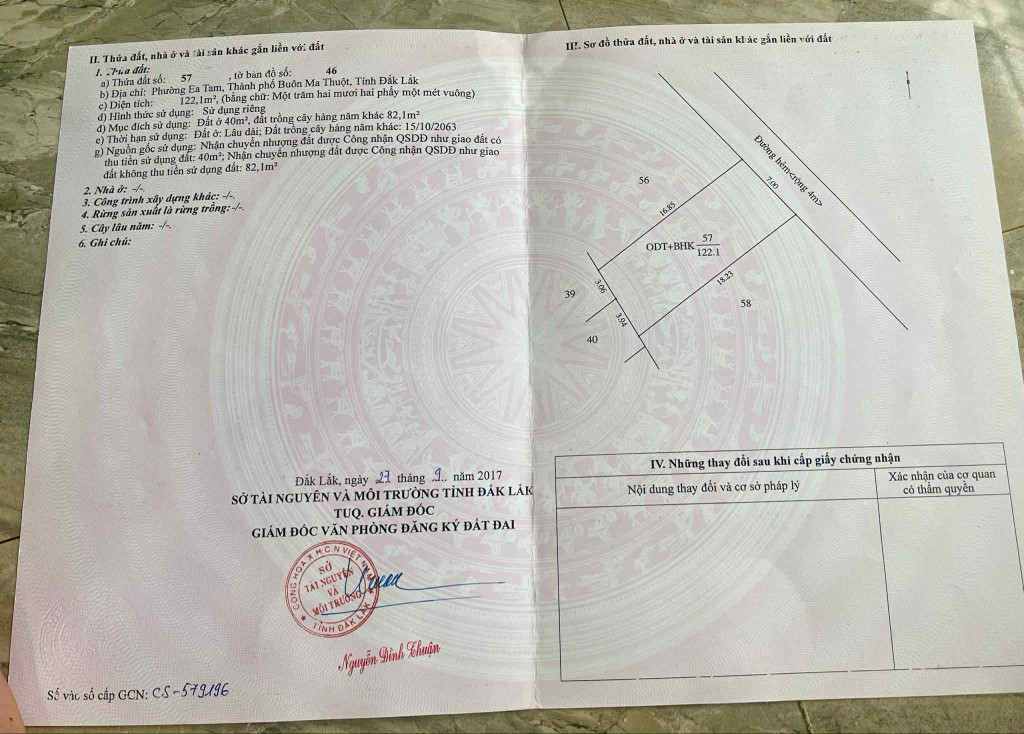 II. Thửa đất, nhà ở và tài sản khác gắn liền với đất
1. Thửa đất:
a) Thửa đất số: 57 , tờ bản đồ số: 46
b) Địa chỉ: Phường Ea Tam, Thành phố Buôn Ma Thuột, Tỉnh Đắk Lắk
c) Diện tích: 122,1m², (bằng chữ: Một trăm hai mươi hai phẩy một mét vuông)
d) Hình thức sử dụng: Sử dụng riêng
đ) Mục đích sử dụng: Đất ở 40m², đất trồng cây hàng năm khác 82,1m²
e) Thời hạn sử dụng: Đất ở: Lâu dài; Đất trồng cây hàng năm khác: 15/10/2063
g) Nguồn gốc sử dụng: Nhận chuyển nhượng đất được Công nhận QSDĐ như giao đất có
thu tiền sử dụng đất: 40m²; Nhận chuyển nhượng đất được Công nhận QSDĐ như giao
đất không thu tiền sử dụng đất: 82,1m²
2. Nhà ở: -/-.
3. Công trình xây dựng khác: -/-.
4. Rừng sản xuất là rừng trồng: -/-.
5. Cây lâu năm: -/-.
6. Ghi chú:
Đắk Lắk, ngày 27 tháng 9.. năm 2017
SỞ TÀI NGUYÊN VÀ MÔI TRƯỜNG TỈNH ĐẮK LẮK
TUQ. GIÁM ĐỐC
GIÁM ĐỐC VĂN PHÒNG ĐĂNG KÝ ĐẤT ĐAI
CỘNG HÒA X.H.C.N VIỆT NAM
SỞ
TÀI NGUYÊN
VÀ
MÔI TRƯỜNG
TỈNH ĐẮK LẮK
Nguyễn Đình Thuận
Số vào sổ cấp GCN: CS-579196
III. Sơ đồ thửa đất, nhà ở và tài sản khác gắn liền với đất
Đường hẻm<rộng 4m>
7.00
56
16.85
ODT+BHK 57
122.1
18.23
39
3.06
58
3.94
40
IV. Những thay đổi sau khi cấp giấy chứng nhận
Nội dung thay đổi và cơ sở pháp lý
Xác nhận của cơ quan
có thẩm quyền